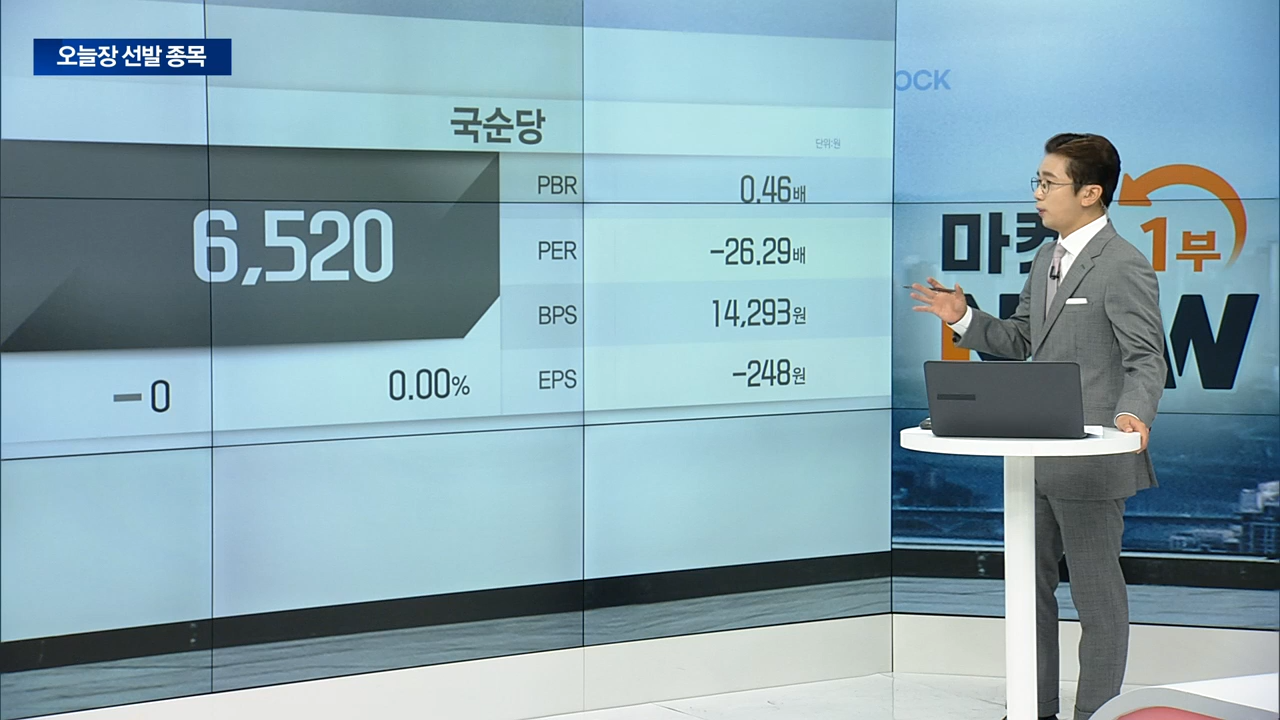 오늘장 선발 종목
OCK
국순당
단위:원
6,520
0
0.00%
PBR 0.46배
PER -26.29배
BPS 14,293원
EPS -248원
마켓
1부